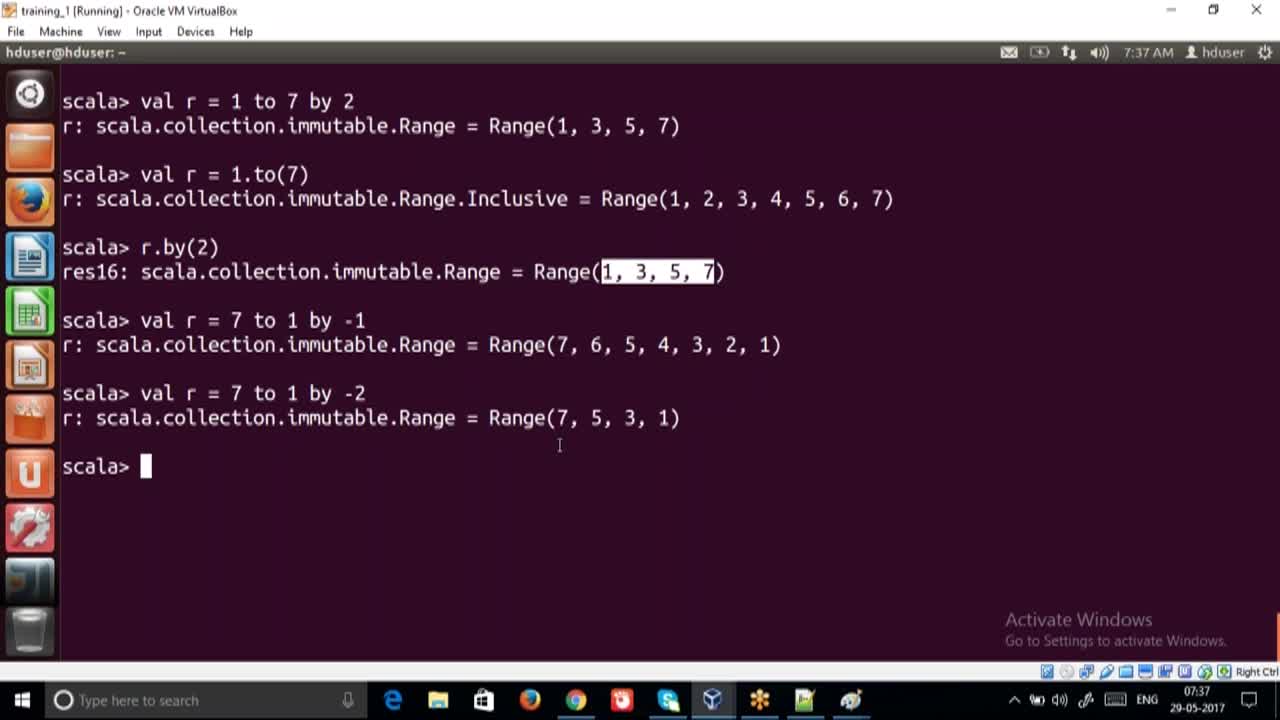 training_1 [Running] - Oracle VM VirtualBox
File Machine View Input Devices Help
hduser@hduser: ~ 7:37 AM hduser
scala> val r = 1 to 7 by 2
r: scala.collection.immutable.Range = Range(1, 3, 5, 7)
scala> val r = 1.to(7)
r: scala.collection.immutable.Range.Inclusive = Range(1, 2, 3, 4, 5, 6, 7)
scala> r.by(2)
res16: scala.collection.immutable.Range = Range(1, 3, 5, 7)
scala> val r = 7 to 1 by -1
r: scala.collection.immutable.Range = Range(7, 6, 5, 4, 3, 2, 1)
scala> val r = 7 to 1 by -2
r: scala.collection.immutable.Range = Range(7, 5, 3, 1)
scala>
Activate Windows
Go to Settings to activate Windows.
Right Ctrl
Type here to search
ENG
07:37
29-05-2017